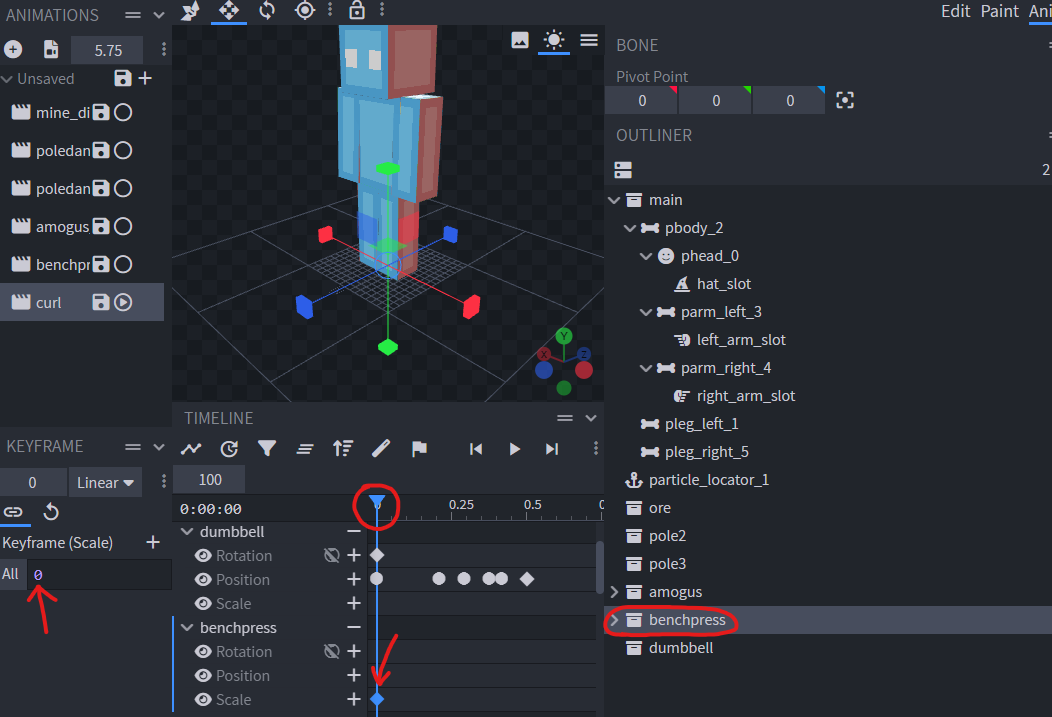 ANIMATIONS
5.75
Unsaved
mine_di
poledan
poledan
amogus
benchpr
curl
KEYFRAME
0
Linear
Keyframe (Scale)
All
0
Y
X
Z
TIMELINE
100
0:00:00
0
0.25
0.5
0
dumbbell
Rotation
Position
Scale
benchpress
Rotation
Position
Scale
Edit Paint Ani
BONE
Pivot Point
0 0 0
OUTLINER
2
main
pbody_2
phead_0
hat_slot
parm_left_3
left_arm_slot
parm_right_4
right_arm_slot
pleg_left_1
pleg_right_5
particle_locator_1
ore
pole2
pole3
amogus
benchpress
dumbbell